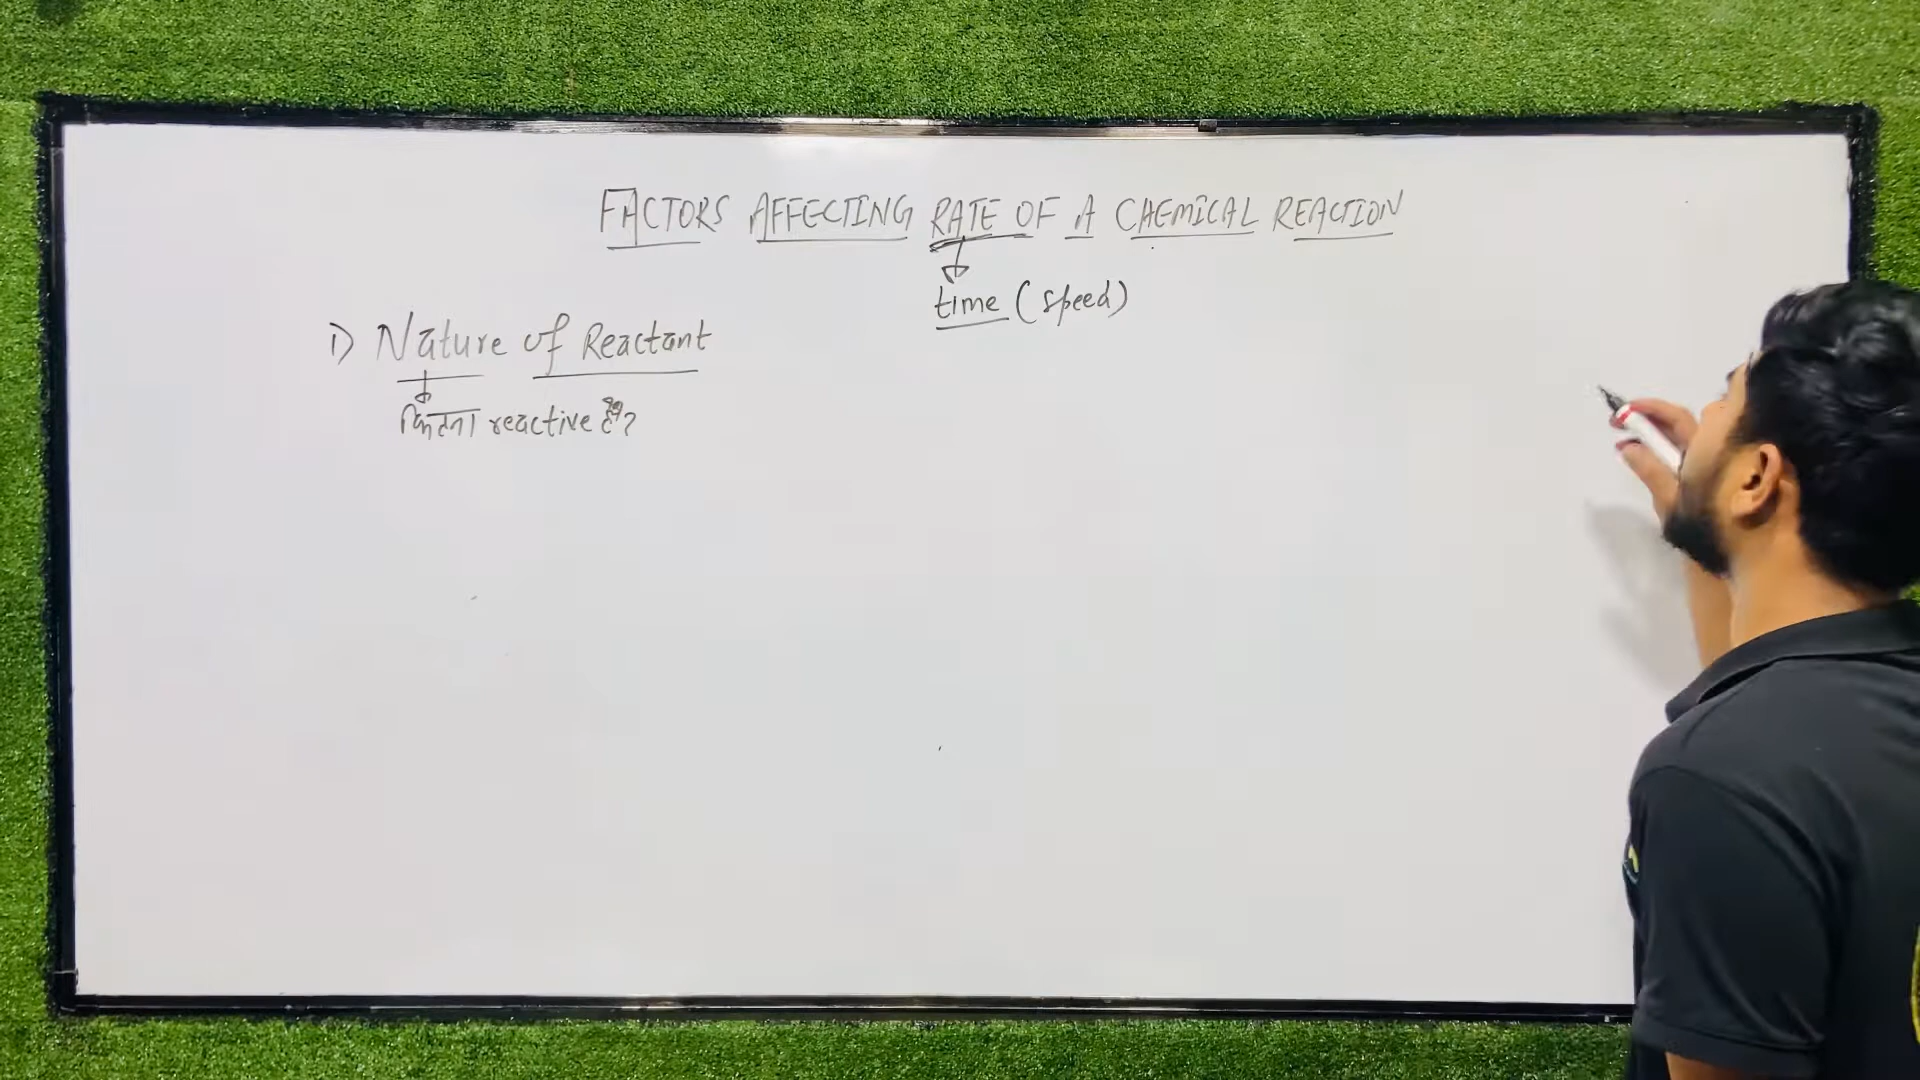 FACTORS AFFECTING RATE OF A CHEMICAL REACTION
time (speed)
1) Nature of Reactant
कितना reactive है?